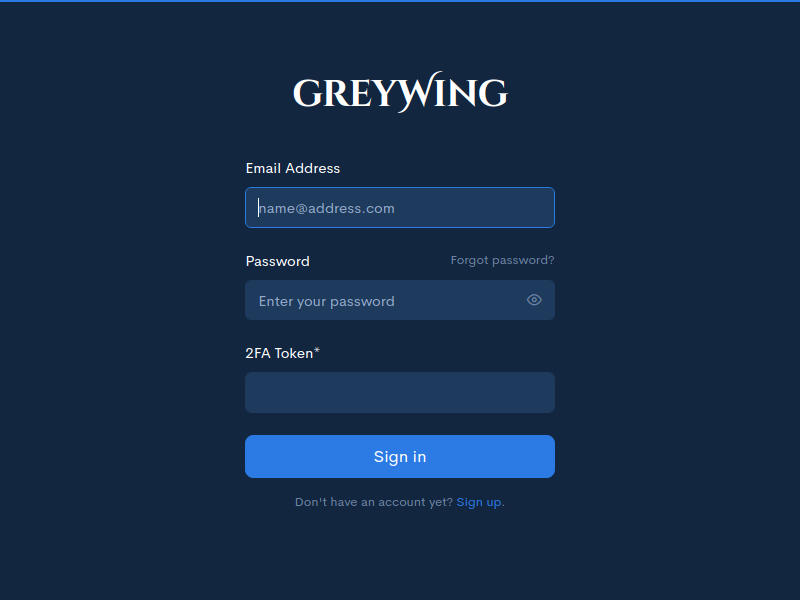 GREYWING
Email Address
name@address.com
Password
Forgot password?
Enter your password
2FA Token*
Sign in
Don't have an account yet? Sign up.